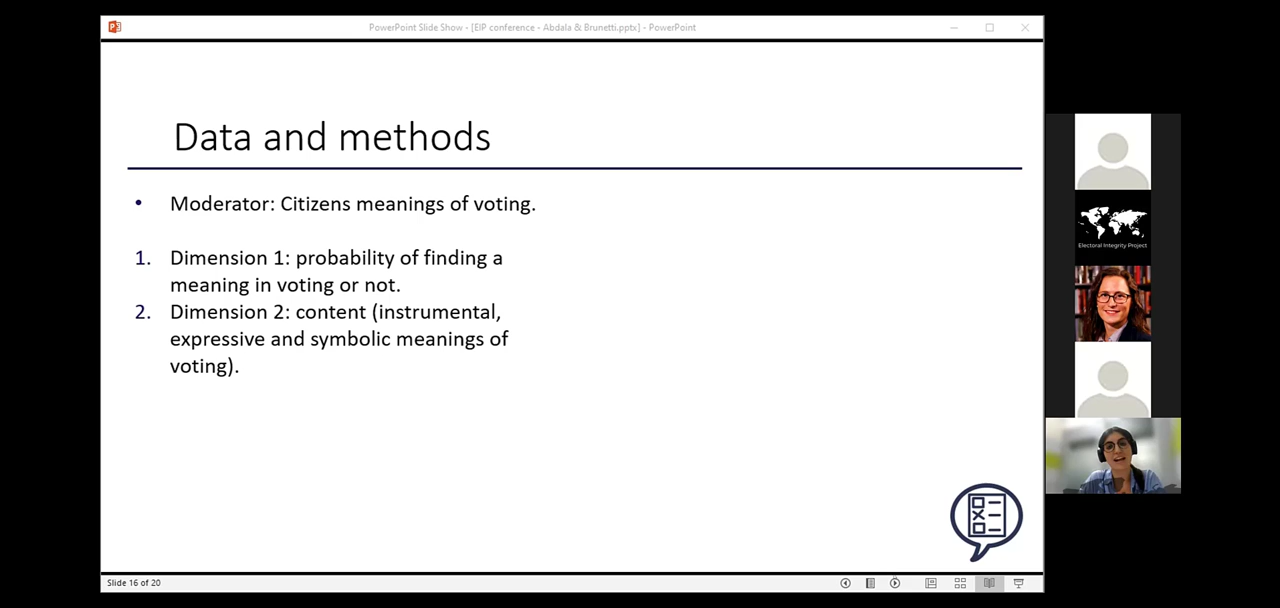 PowerPoint Slide Show - [EIP conference - Abdala & Brunetti.pptx] - PowerPoint
Data and methods
• Moderator: Citizens meanings of voting.
1. Dimension 1: probability of finding a
meaning in voting or not.
2. Dimension 2: content (instrumental,
expressive and symbolic meanings of
voting).
Electoral Integrity Project
Slide 16 of 20